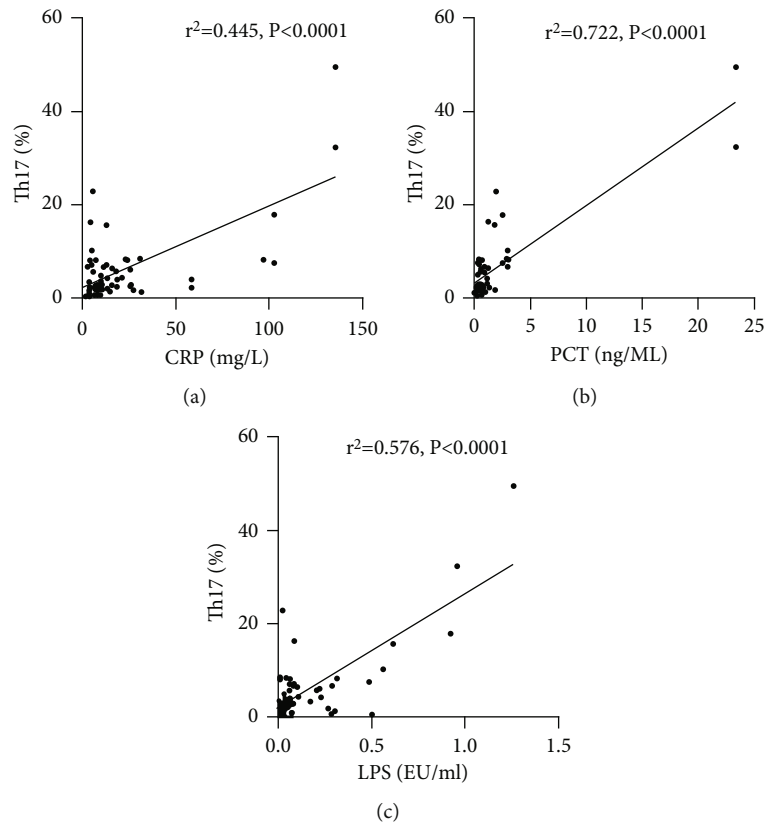 60
r²=0.445, P<0.0001
40
Th17 (%)
20
0
0 50 100 150
CRP (mg/L)
(a)
60
r²=0.722, P<0.0001
40
Th17 (%)
20
0
0 5 10 15 20 25
PCT (ng/ML)
(b)
60
r²=0.576, P<0.0001
40
Th17 (%)
20
0
0.0 0.5 1.0 1.5
LPS (EU/ml)
(c)